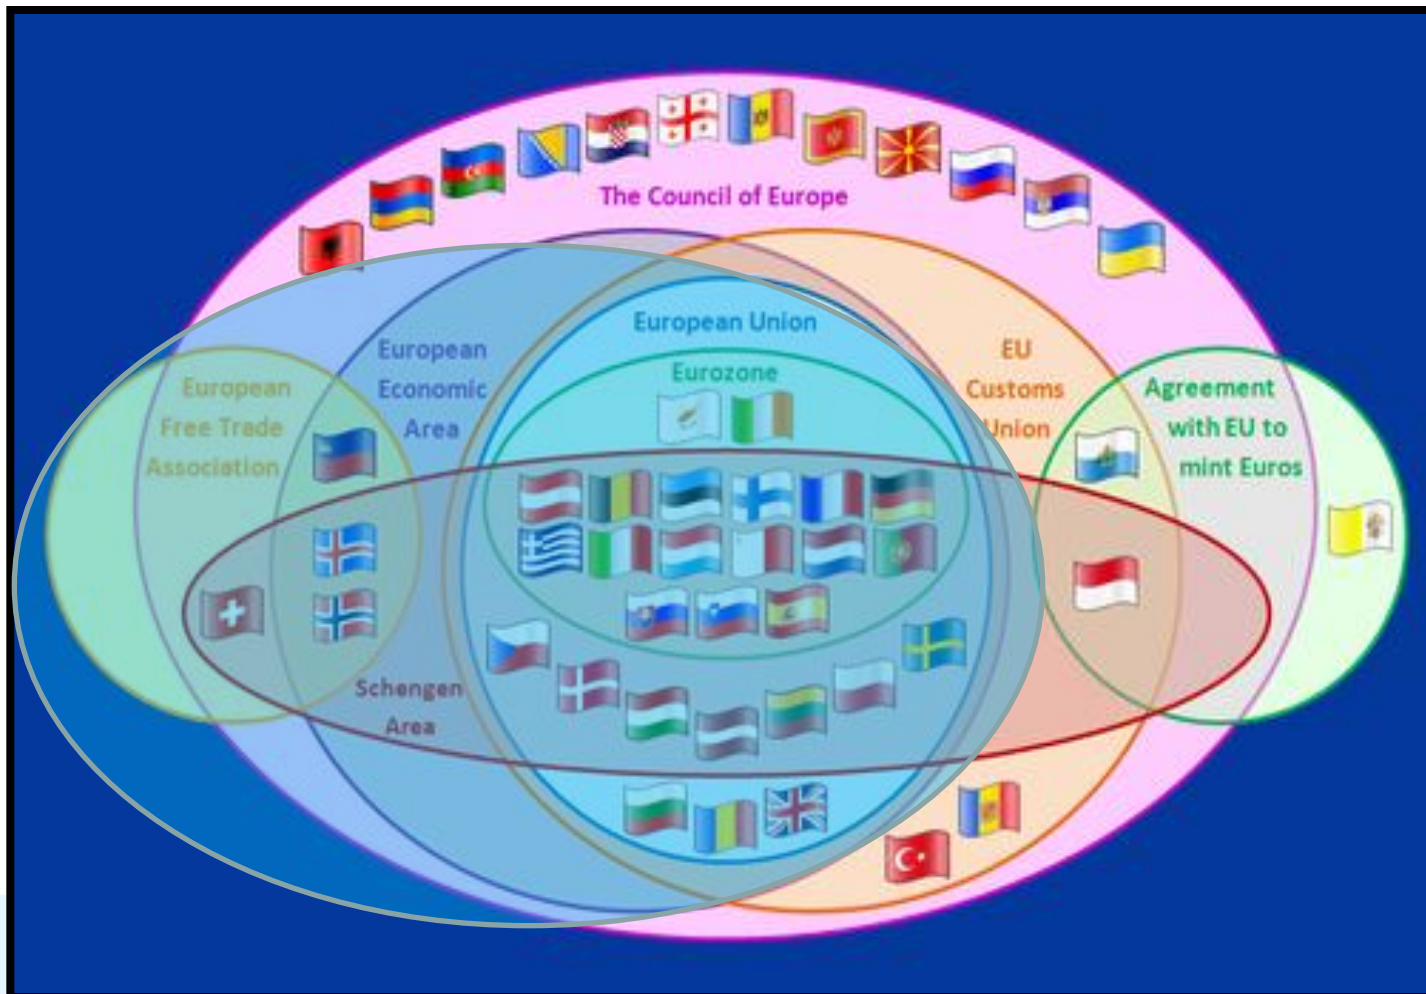 The Council of Europe
European Union
European
Economic
Area
EU
Customs
Union
Eurozone
European
Free Trade
Association
Agreement
with EU to
mint Euros
Schengen
Area